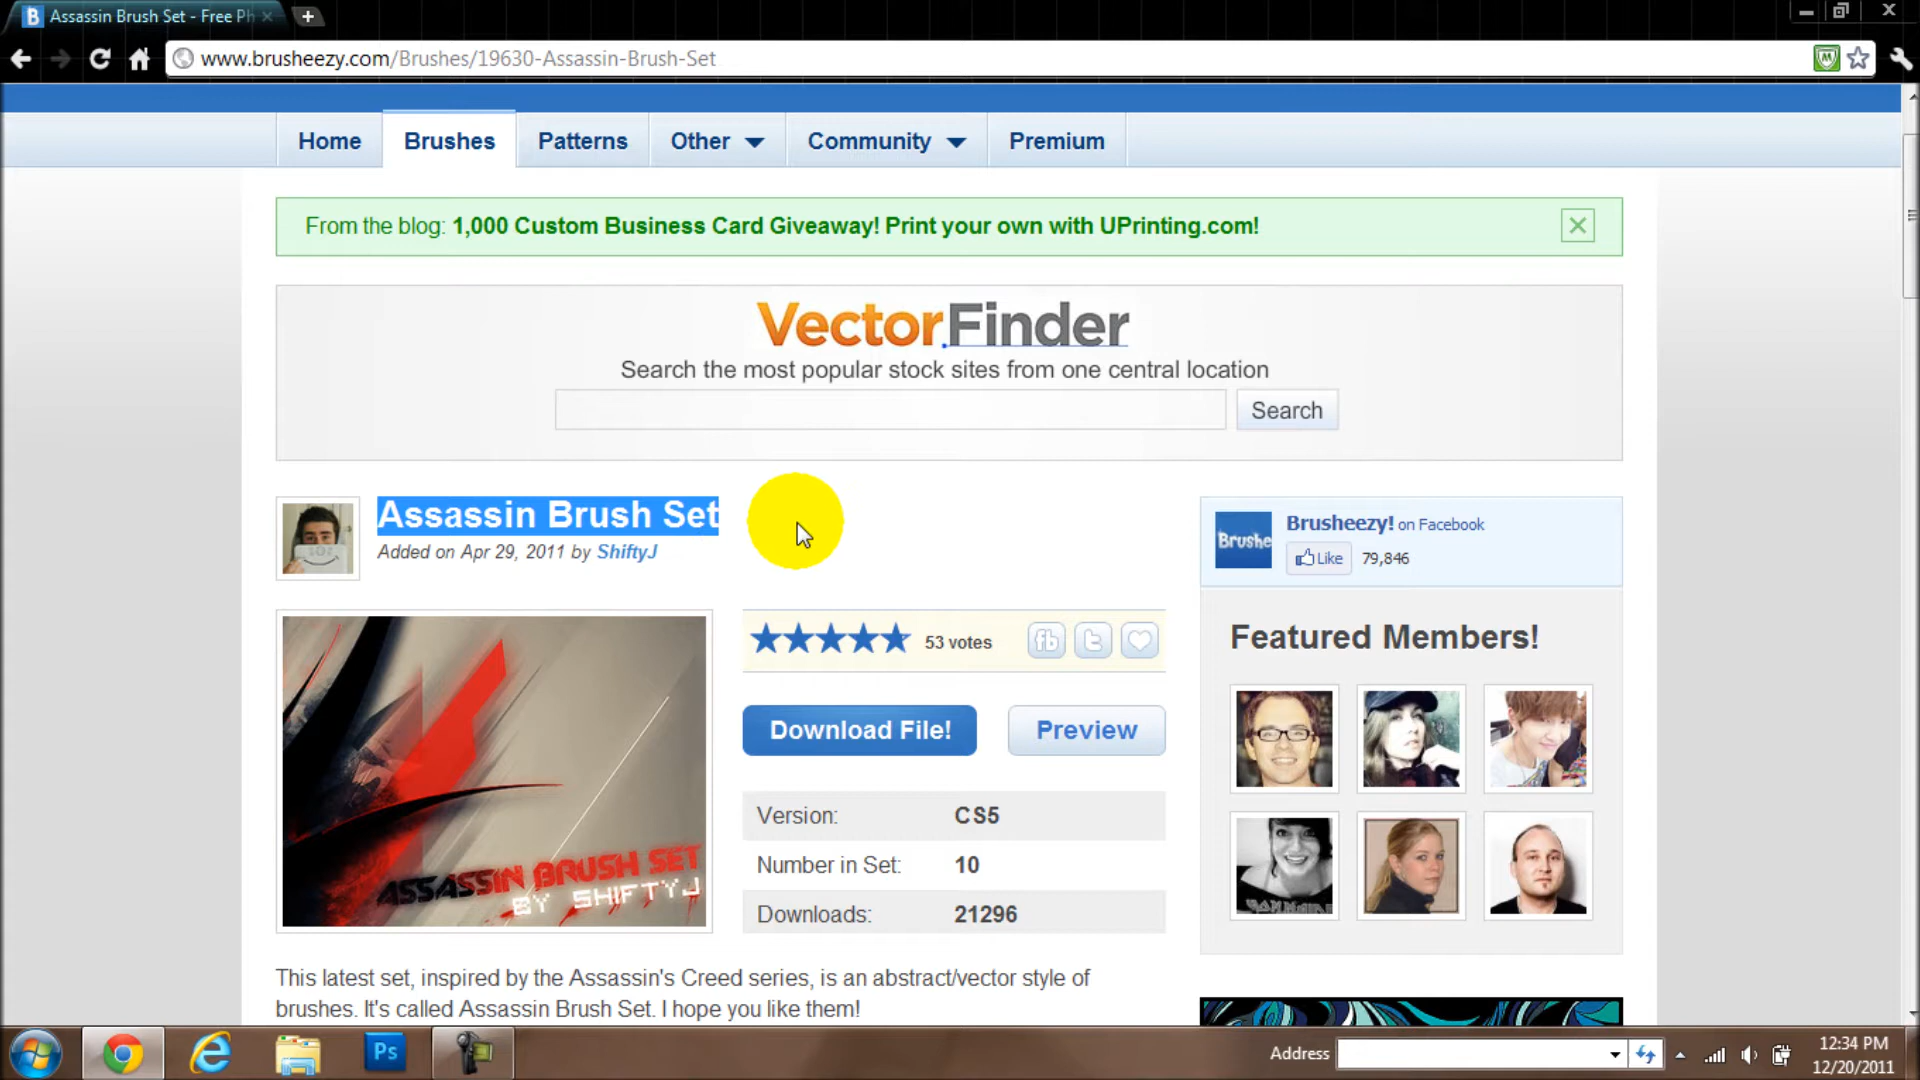 Assassin Brush Set - Free Ph
www.brusheezy.com/Brushes/19630-Assassin-Brush-Set
Home
Brushes
Patterns
Other
Community
Premium
From the blog: 1,000 Custom Business Card Giveaway! Print your own with UPrinting.com!
VectorFinder
Search the most popular stock sites from one central location
Search
Assassin Brush Set
Added on Apr 29, 2011 by ShiftyJ
Brushe
Brusheezy! on Facebook
Like 79,846
53 votes
Featured Members!
Download File!
Preview
Version: CS5
Number in Set: 10
Downloads: 21296
ASSASSIN BRUSH SET
BY SHIFTYJ
This latest set, inspired by the Assassin's Creed series, is an abstract/vector style of
brushes. It's called Assassin Brush Set. I hope you like them!
Ps
Address
12:34 PM
12/20/2011